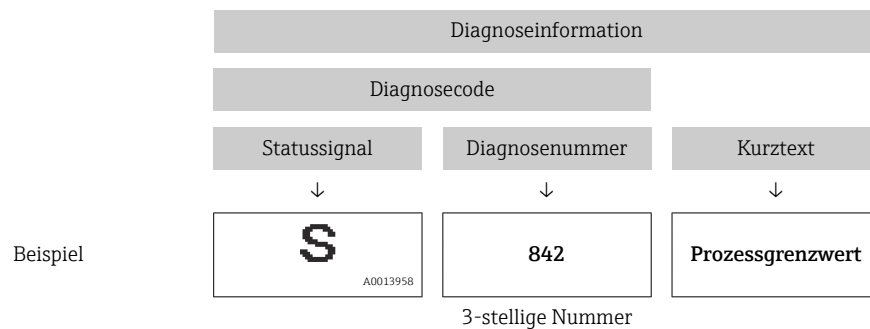 Diagnoseinformation
Diagnosecode
Statussignal Diagnosenummer Kurztext
↓ ↓ ↓
Beispiel S 842 Prozessgrenzwert
A0013958
3-stellige Nummer